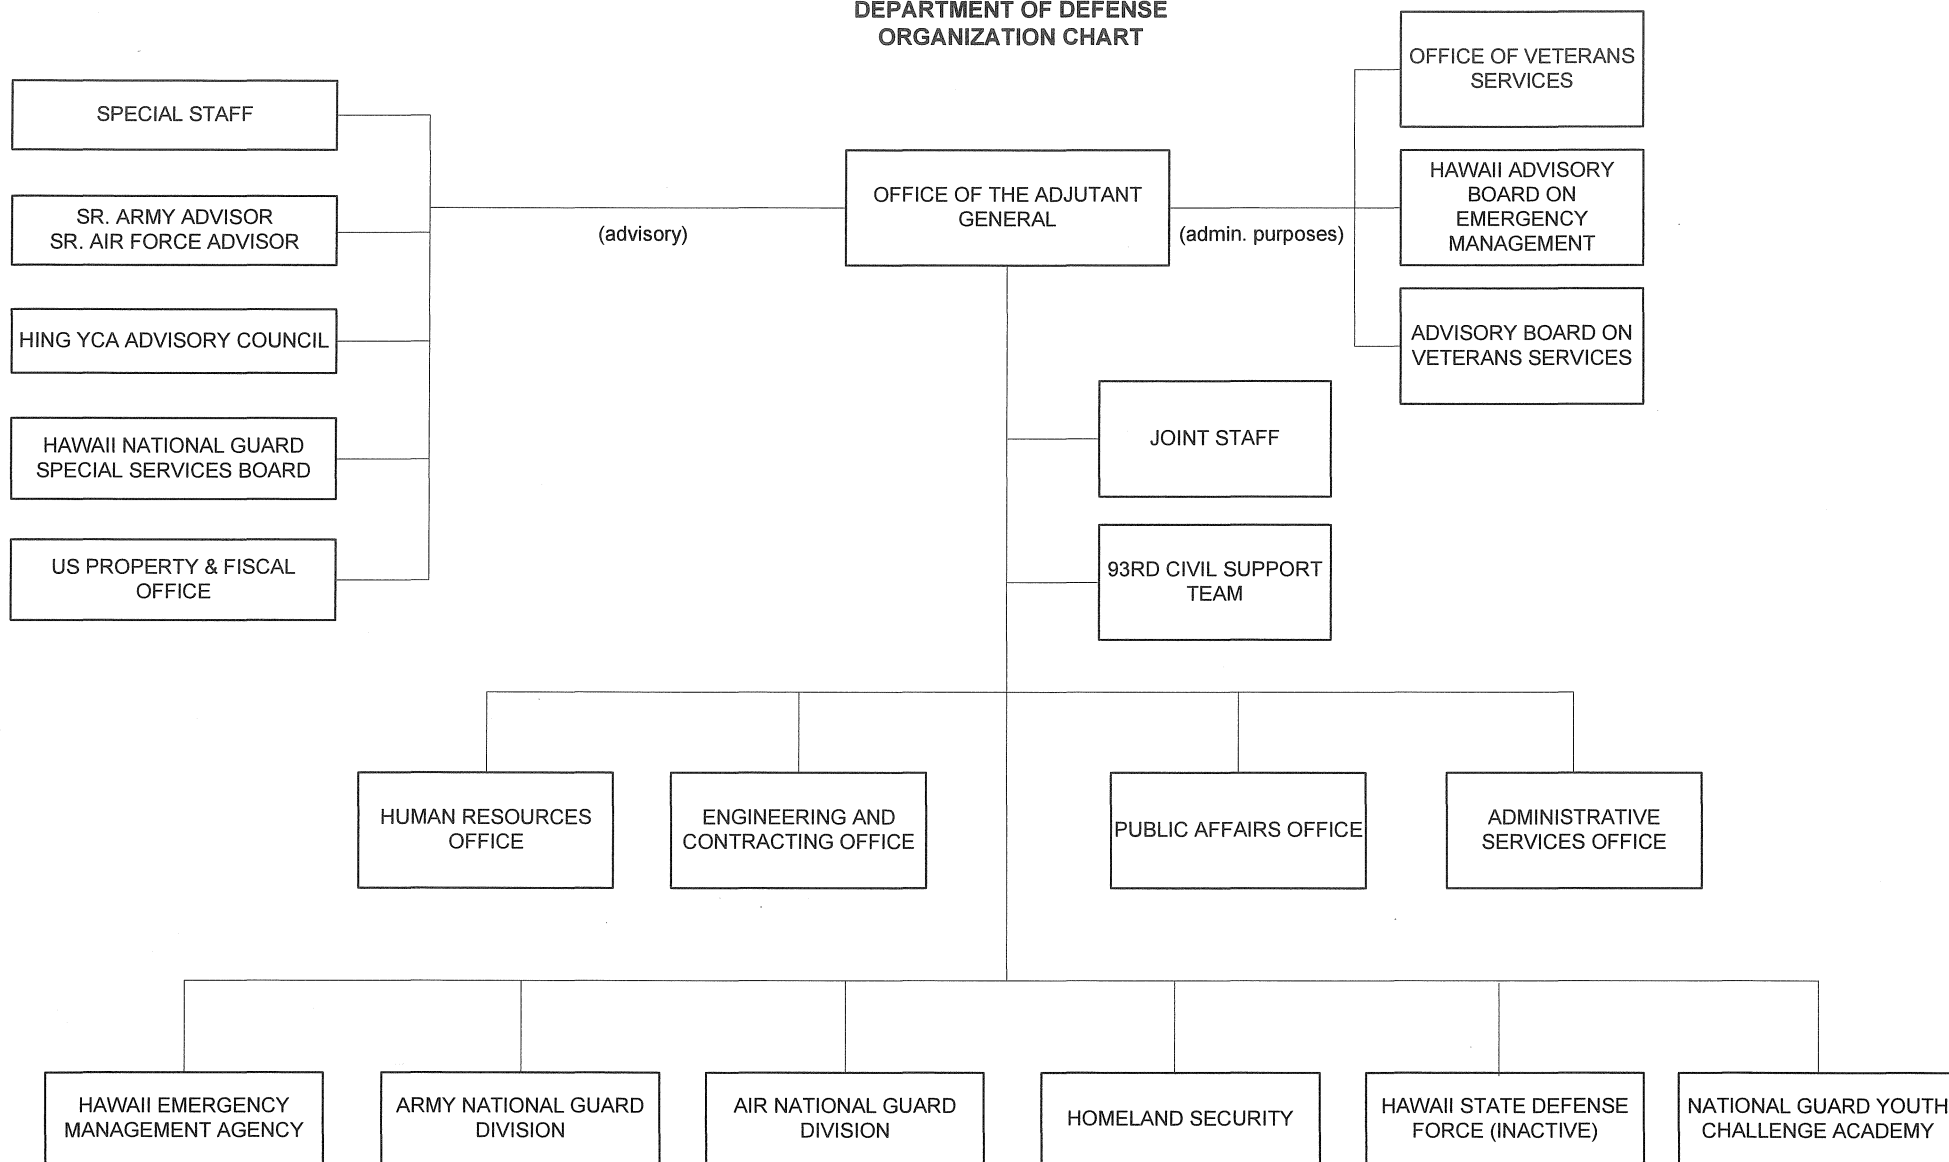 DEPARTMENT OF DEFENSE
ORGANIZATION CHART
OFFICE OF VETERANS
SERVICES
SPECIAL STAFF
OFFICE OF THE ADJUTANT
GENERAL
HAWAII ADVISORY
BOARD ON
EMERGENCY
MANAGEMENT
SR. ARMY ADVISOR
SR. AIR FORCE ADVISOR
(advisory)
(admin. purposes)
HING YCA ADVISORY COUNCIL
ADVISORY BOARD ON
VETERANS SERVICES
HAWAII NATIONAL GUARD
SPECIAL SERVICES BOARD
JOINT STAFF
US PROPERTY & FISCAL
OFFICE
93RD CIVIL SUPPORT
TEAM
HUMAN RESOURCES
OFFICE
ENGINEERING AND
CONTRACTING OFFICE
PUBLIC AFFAIRS OFFICE
ADMINISTRATIVE
SERVICES OFFICE
HAWAII EMERGENCY
MANAGEMENT AGENCY
ARMY NATIONAL GUARD
DIVISION
AIR NATIONAL GUARD
DIVISION
HOMELAND SECURITY
HAWAII STATE DEFENSE
FORCE (INACTIVE)
NATIONAL GUARD YOUTH
CHALLENGE ACADEMY